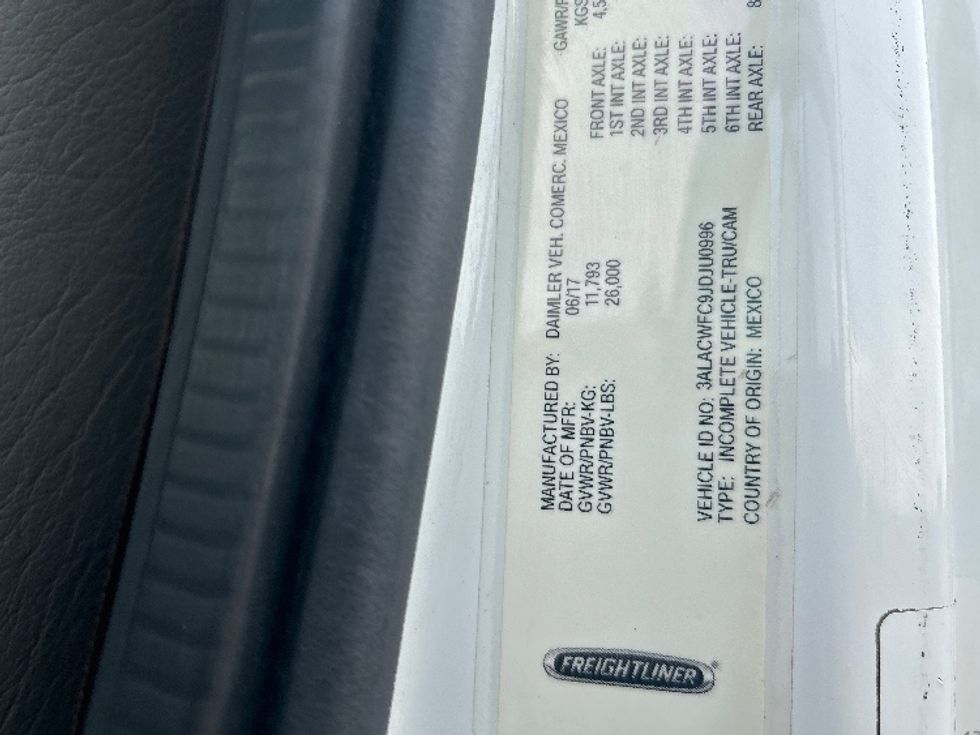 FREIGHTLINER
MANUFACTURED BY: DAIMLER VEH. COMERC. MEXICO
DATE OF MFR: 06/17
GVWR/PNBV-KG: 11,793
GVWR/PNBV-LBS: 26,000
VEHICLE ID NO: 3ALACWFC9JDJU0996
TYPE: INCOMPLETE VEHICLE-TRU/CAM
COUNTRY OF ORIGIN: MEXICO
KGS
FRONT AXLE:
1ST INT AXLE:
2ND INT AXLE:
3RD INT AXLE:
4TH INT AXLE:
5TH INT AXLE:
6TH INT AXLE:
REAR AXLE: